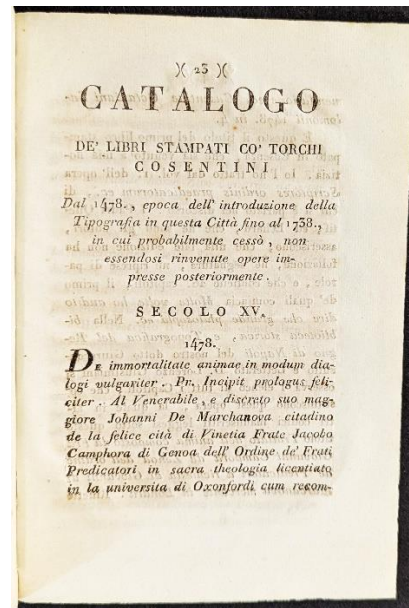 )( 23 )(
CATALOGO
DE' LIBRI STAMPATI CO' TORCHI
COSENTINI
Dal 1478., epoca dell' introduzione della
Tipografia in questa Città fino al 1738.,
in cui probabilmente cessò, non
essendosi rinvenute opere im-
presse posteriormente.
SECOLO XV.
1478.
DE immortalitate animae in modum dia-
logi vulgariter. Pr. Incipit prologus feli-
citer. Al Venerabile, e discreto suo mag-
giore Johanni De Marchanova citadino
de la felice cità di Vinetia Frate Jacobo
Camphora di Genoa dell' Ordine de' Frati
Predicatori in sacra theologia licentiato
in la universita di Oxonfordi cum recom-